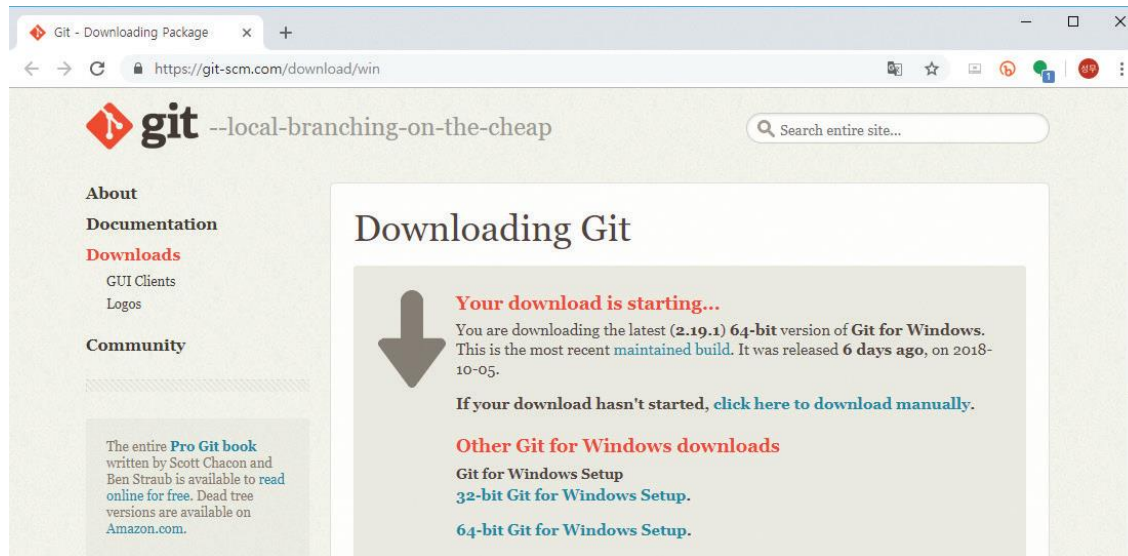 Git - Downloading Package
https://git-scm.com/download/win
1
성우
git --local-branching-on-the-cheap
Search entire site...
About
Documentation
Downloads
GUI Clients
Logos
Community
The entire Pro Git book
written by Scott Chacon and
Ben Straub is available to read
online for free. Dead tree
versions are available on
Amazon.com.
Downloading Git
Your download is starting...
You are downloading the latest (2.19.1) 64-bit version of Git for Windows.
This is the most recent maintained build. It was released 6 days ago, on 2018-
10-05.
If your download hasn't started, click here to download manually.
Other Git for Windows downloads
Git for Windows Setup
32-bit Git for Windows Setup.
64-bit Git for Windows Setup.